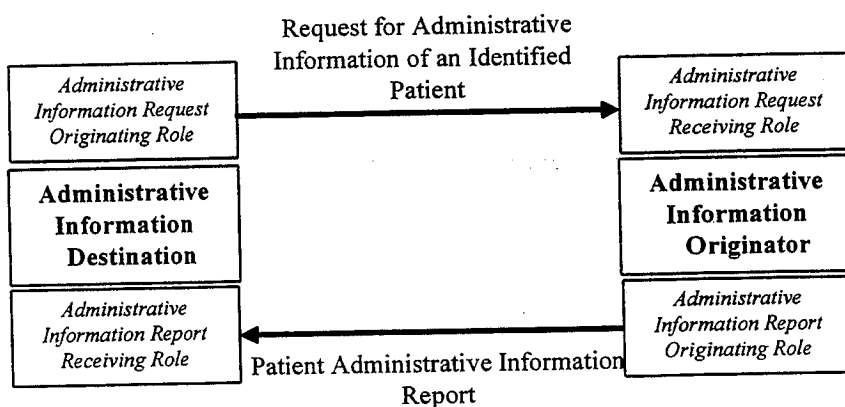 Request for Administrative
Information of an Identified
Patient
Administrative
Information Request
Originating Role
Administrative
Information Request
Receiving Role
Administrative
Information
Destination
Administrative
Information
Originator
Administrative
Information Report
Receiving Role
Administrative
Information Report
Originating Role
Patient Administrative Information
Report